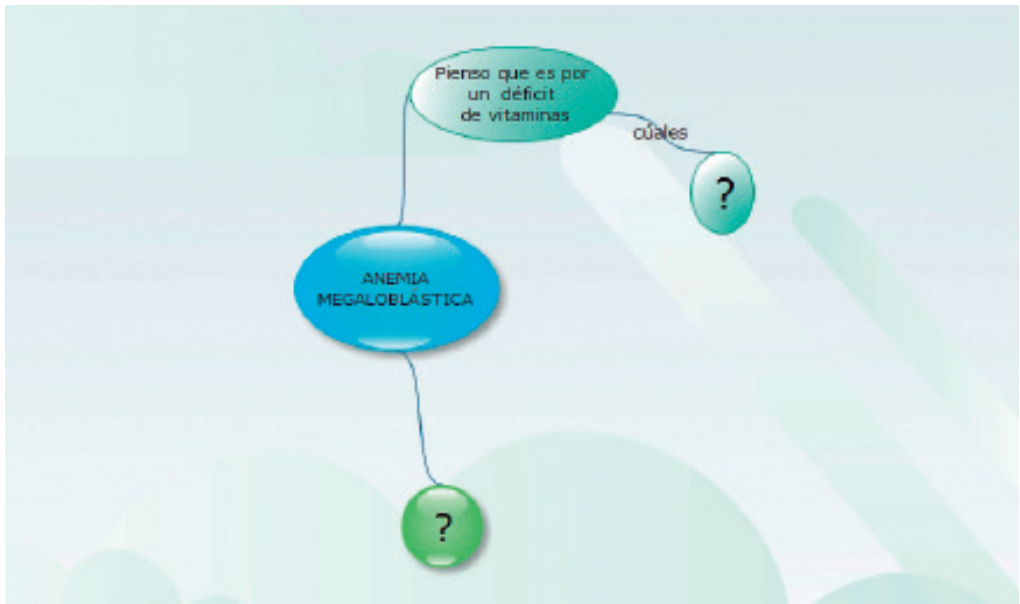 Pienso que es por
un déficit
de vitaminas
cúales
?
ANEMIA
MEGALOBLÁSTICA
?